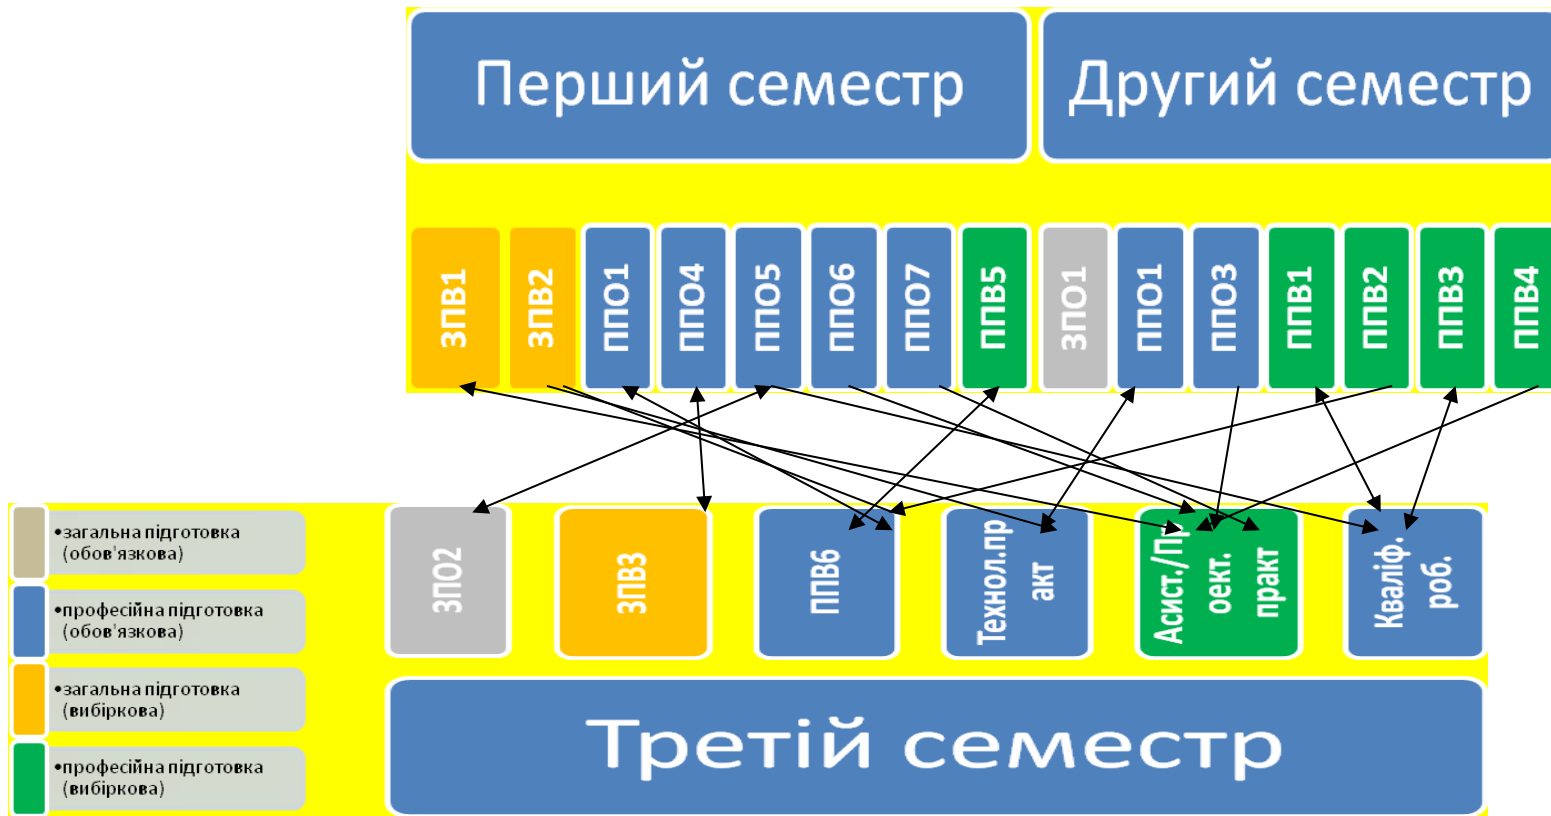 Перший семестр
Другий семестр
ЗПВ1
ЗПВ2
ППО1
ППО4
ППО5
ППО6
ППО7
ППВ5
ЗПО1
ППО1
ППО3
ППВ1
ППВ2
ППВ3
ППВ4
•загальна підготовка
(обов'язкова)
•професійна підготовка
(обов'язкова)
•загальна підготовка
(вибіркова)
•професійна підготовка
(вибіркова)
ЗПО2
ЗПВ3
ППВ6
Технол.пр
акт
Асист./Пр
оект.
практ
Кваліф.
роб.
Третій семестр